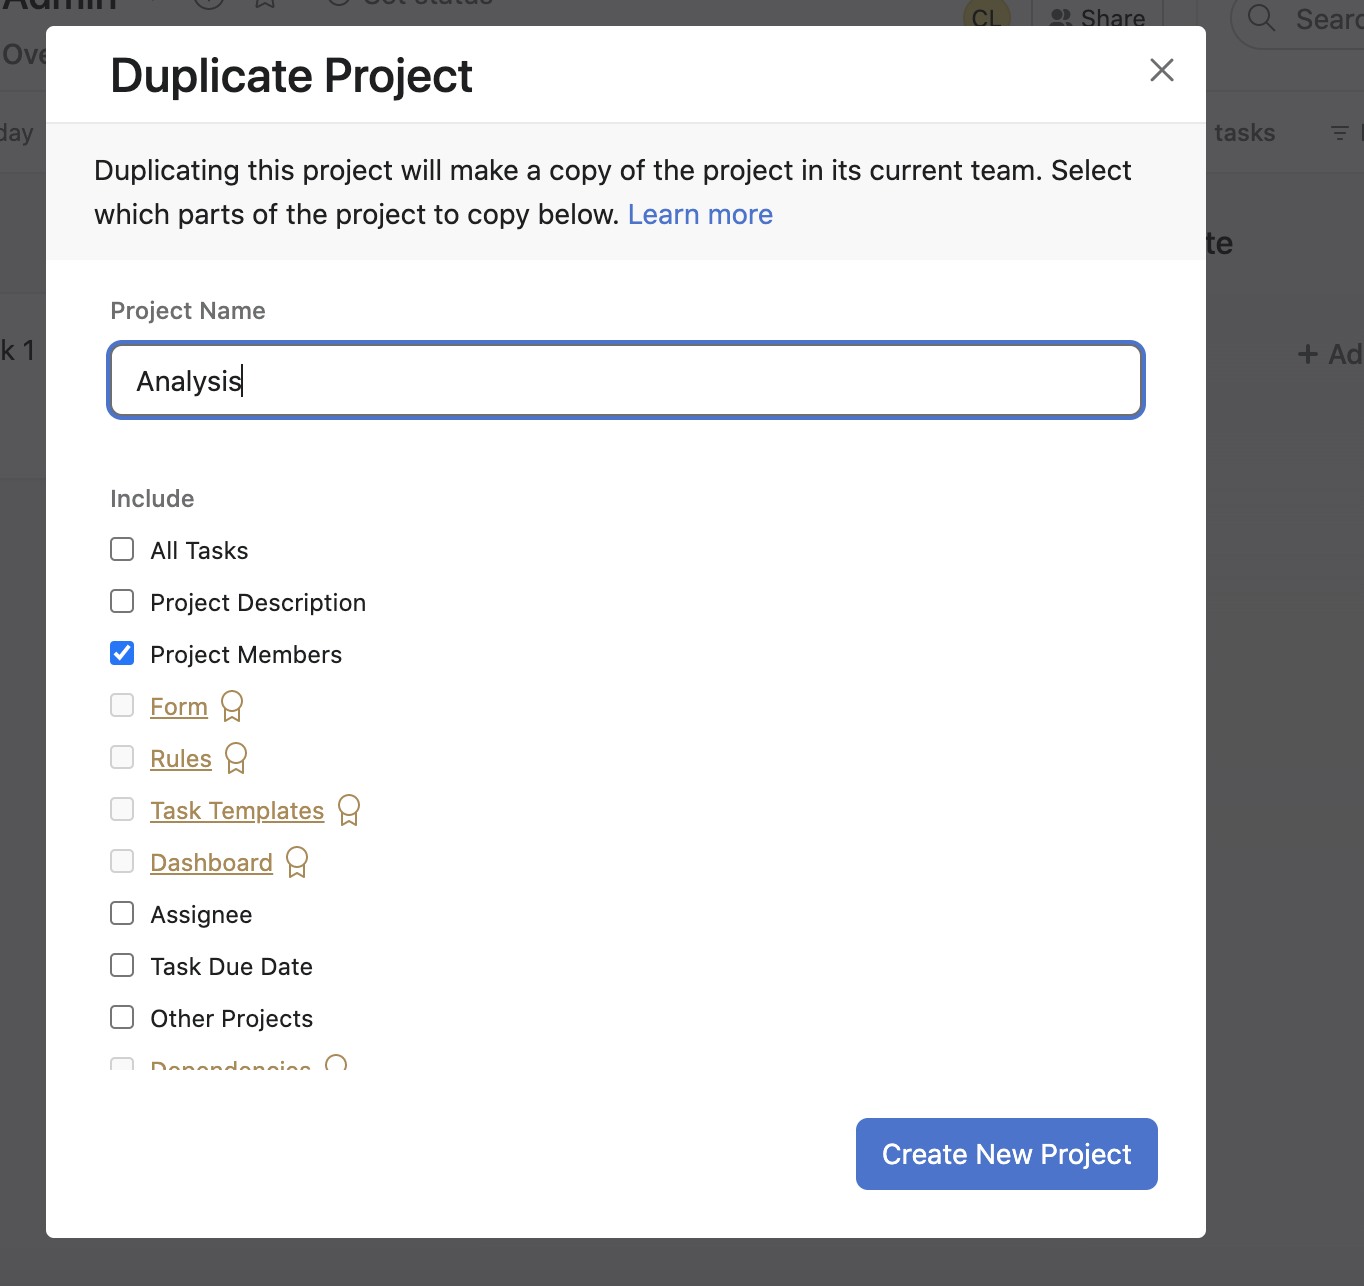 Admin
Set status
CL
Share
Ove
day
tasks
Duplicate Project
Duplicating this project will make a copy of the project in its current team. Select
which parts of the project to copy below. Learn more
te
k 1
+ Ad
Project Name
Analysis
Include
All Tasks
Project Description
Project Members
Form
Rules
Task Templates
Dashboard
Assignee
Task Due Date
Other Projects
Dependencies
Create New Project
Searc